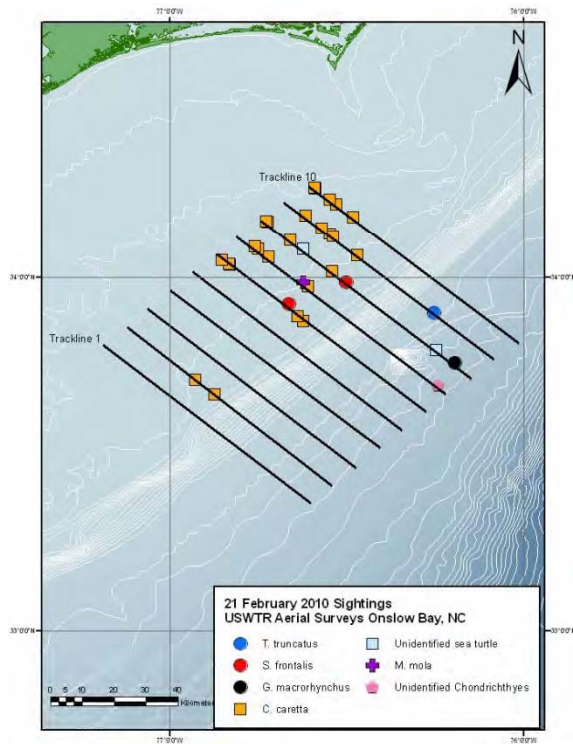 77°0'0"W 76°0'0"W
N
Trackline 10
34°0'0"N 34°0'0"N
Trackline 1
21 February 2010 Sightings
USWTR Aerial Surveys Onslow Bay, NC
T. truncatus Unidentified sea turtle
S. frontalis M. mola
G. macrorhynchus Unidentified Chondrichthyes
C. caretta
33°0'0"N 33°0'0"N
0 5 10 20 30 40
Kilometers
77°0'0"W 76°0'0"W